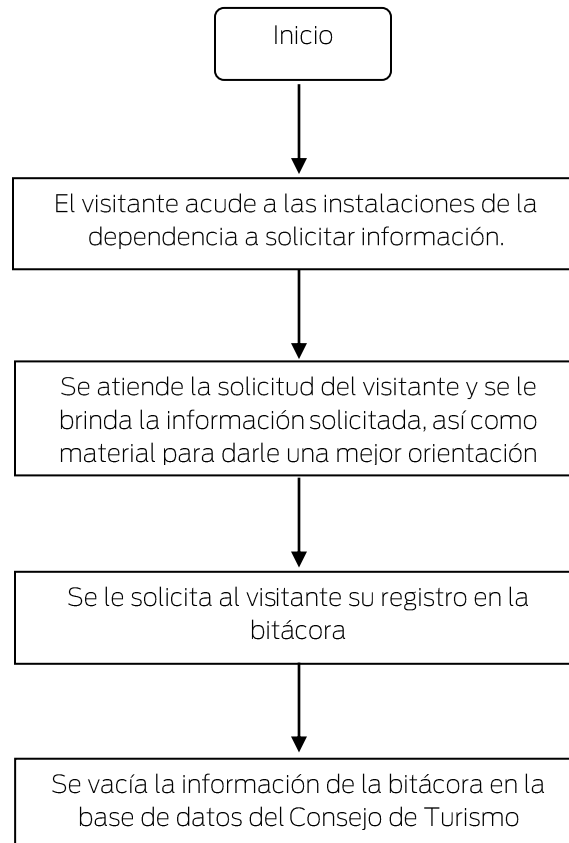 Inicio
El visitante acude a las instalaciones de la
dependencia a solicitar información.
Se atiende la solicitud del visitante y se le
brinda la información solicitada, así como
material para darle una mejor orientación
Se le solicita al visitante su registro en la
bitácora
Se vacía la información de la bitácora en la
base de datos del Consejo de Turismo